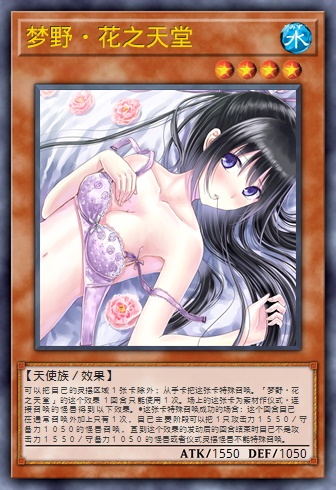 梦野・花之天堂
水
【天使族／效果】
可以把自己的灵摆区域１张卡除外；从手卡把这张卡特殊召唤。「梦野・花
之天堂」的这个效果１回合只能使用１次。场上的这张卡为素材作仪式・连
接召唤的怪兽得到以下效果。●这张卡特殊召唤成功的场合；这个回合自己
在通常召唤外加上只有１次，自己主要阶段可以把１只攻击力１５５０／守
备力１０５０的怪兽召唤。直到这个效果的发动后的回合结束时自己不是攻
击力１５５０／守备力１０５０的怪兽或者仪式灵摆怪兽不能特殊召唤。
ATK/1550 DEF/1050